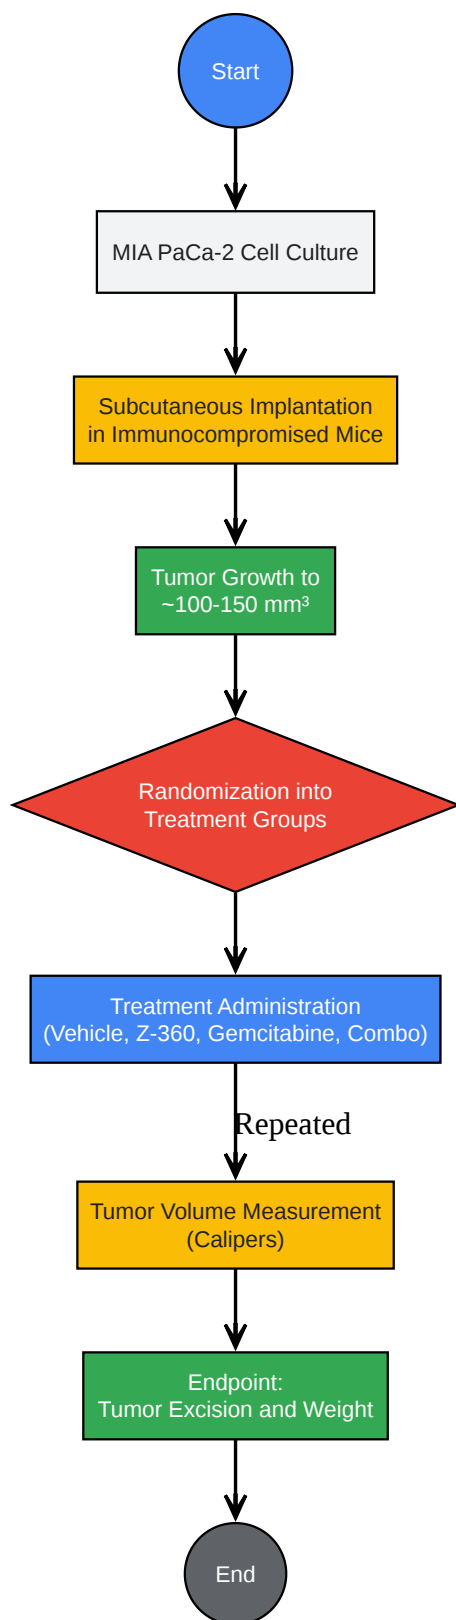 Start
MIA PaCa-2 Cell Culture
Subcutaneous Implantation
in Immunocompromised Mice
Tumor Growth to
~100-150 mm³
Randomization into
Treatment Groups
Treatment Administration
(Vehicle, Z-360, Gemcitabine, Combo)
Repeated
Tumor Volume Measurement
(Calipers)
Endpoint:
Tumor Excision and Weight
End